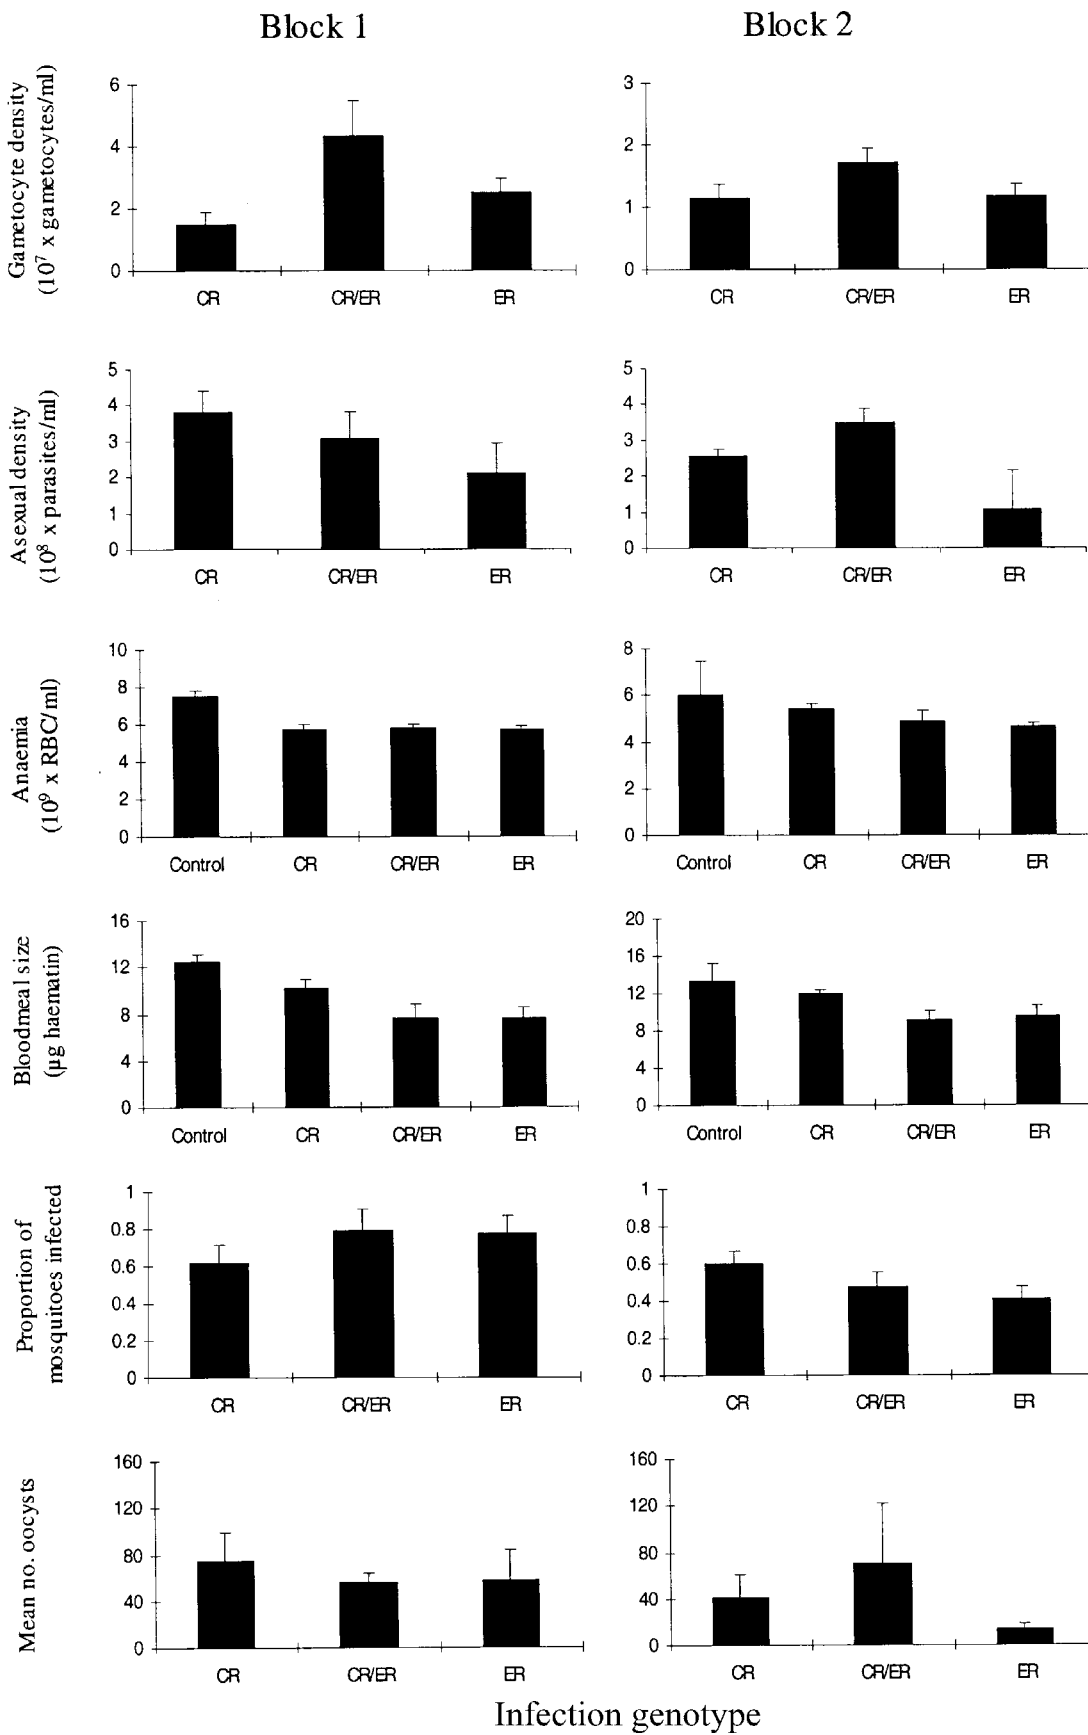 Block 1
Block 2
Gametocyte density
(10⁷ x gametocytes/ml)
6
4
2
0
CR
CR/ER
ER
3
2
1
0
CR
CR/ER
ER
Asexual density
(10⁸ x parasites/ml)
5
4
3
2
1
0
CR
CR/ER
ER
5
4
3
2
1
0
CR
CR/ER
ER
Anaemia
(10⁹ x RBC/ml)
10
8
6
4
2
0
Control
CR
CR/ER
ER
8
6
4
2
0
Control
CR
CR/ER
ER
Bloodmeal size
(µg haematin)
16
12
8
4
0
Control
CR
CR/ER
ER
20
16
12
8
4
0
Control
CR
CR/ER
ER
Proportion of
mosquitoes infected
1
0.8
0.6
0.4
0.2
0
CR
CR/ER
ER
1
0.8
0.6
0.4
0.2
0
CR
CR/ER
ER
Mean no. oocysts
160
120
80
40
0
CR
CR/ER
ER
160
120
80
40
0
CR
CR/ER
ER
Infection genotype